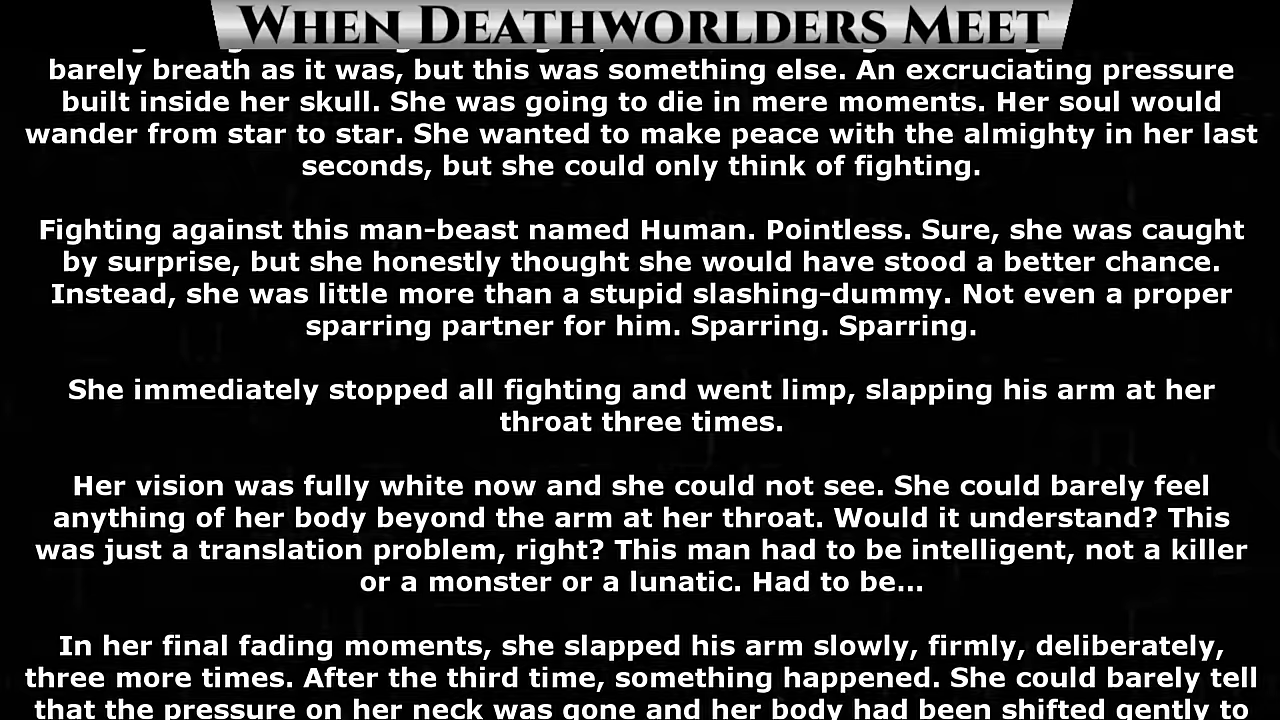 When Deathworlders Meet
barely breath as it was, but this was something else. An excruciating pressure
built inside her skull. She was going to die in mere moments. Her soul would
wander from star to star. She wanted to make peace with the almighty in her last
seconds, but she could only think of fighting.
Fighting against this man-beast named Human. Pointless. Sure, she was caught
by surprise, but she honestly thought she would have stood a better chance.
Instead, she was little more than a stupid slashing-dummy. Not even a proper
sparring partner for him. Sparring. Sparring.
She immediately stopped all fighting and went limp, slapping his arm at her
throat three times.
Her vision was fully white now and she could not see. She could barely feel
anything of her body beyond the arm at her throat. Would it understand? This
was just a translation problem, right? This man had to be intelligent, not a killer
or a monster or a lunatic. Had to be...
In her final fading moments, she slapped his arm slowly, firmly, deliberately,
three more times. After the third time, something happened. She could barely tell
that the pressure on her neck was gone and her body had been shifted gently to